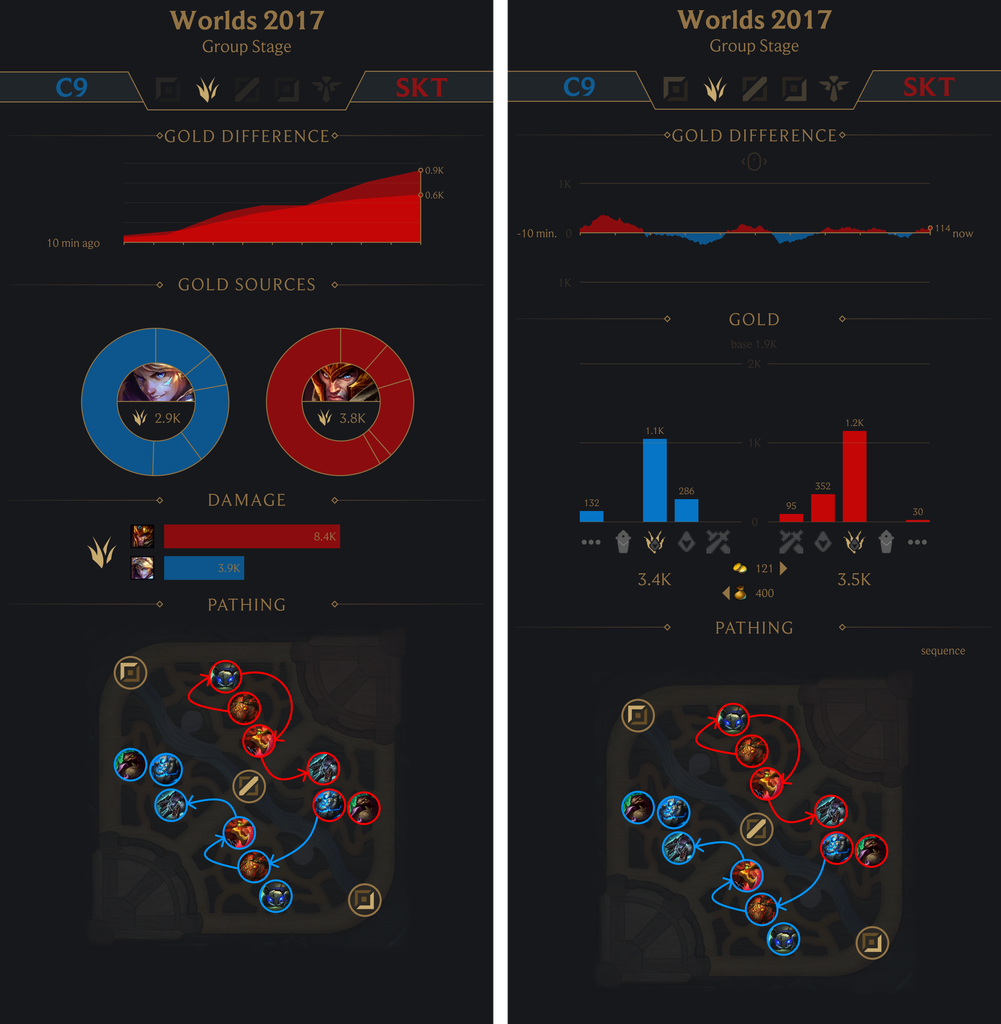 Worlds 2017
Group Stage
C9
SKT
GOLD DIFFERENCE
0.9K
0.6K
10 min ago
GOLD SOURCES
2.9K
3.8K
DAMAGE
8.4K
3.9K
PATHING
Worlds 2017
Group Stage
C9
SKT
GOLD DIFFERENCE
1K
-10 min.
0
114
now
1K
GOLD
base 1.9K
2K
1.1K
1.2K
1K
132
286
95
352
30
0
121
3.4K
3.5K
400
PATHING
sequence